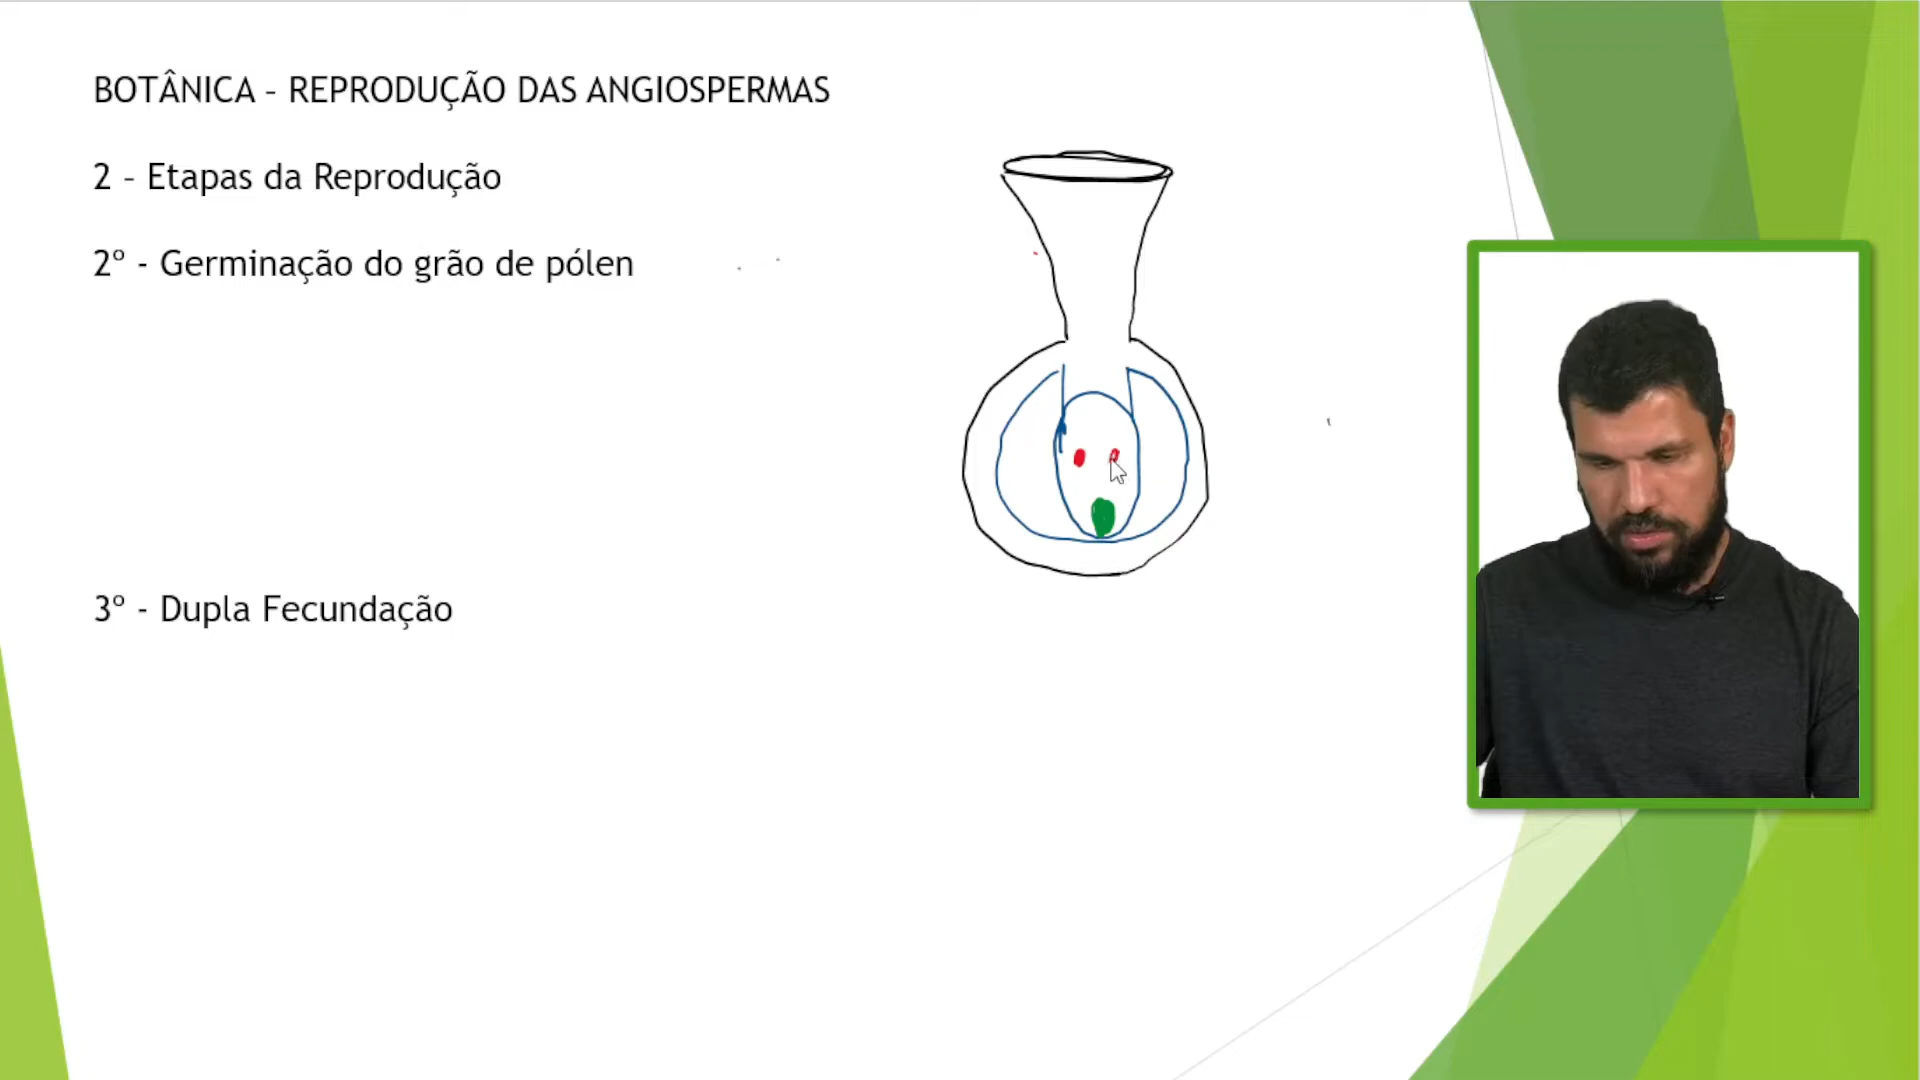 BOTÂNICA – REPRODUÇÃO DAS ANGIOSPERMAS
2 – Etapas da Reprodução
2º - Germinação do grão de pólen
3º - Dupla Fecundação